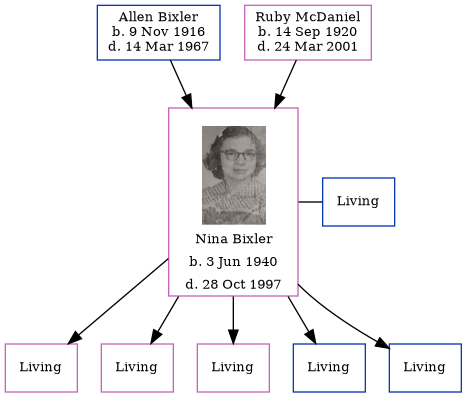 Allen Bixler
b. 9 Nov 1916
d. 14 Mar 1967
Ruby McDaniel
b. 14 Sep 1920
d. 24 Mar 2001
Living
Nina Bixler
b. 3 Jun 1940
d. 28 Oct 1997
Living
Living
Living
Living
Living